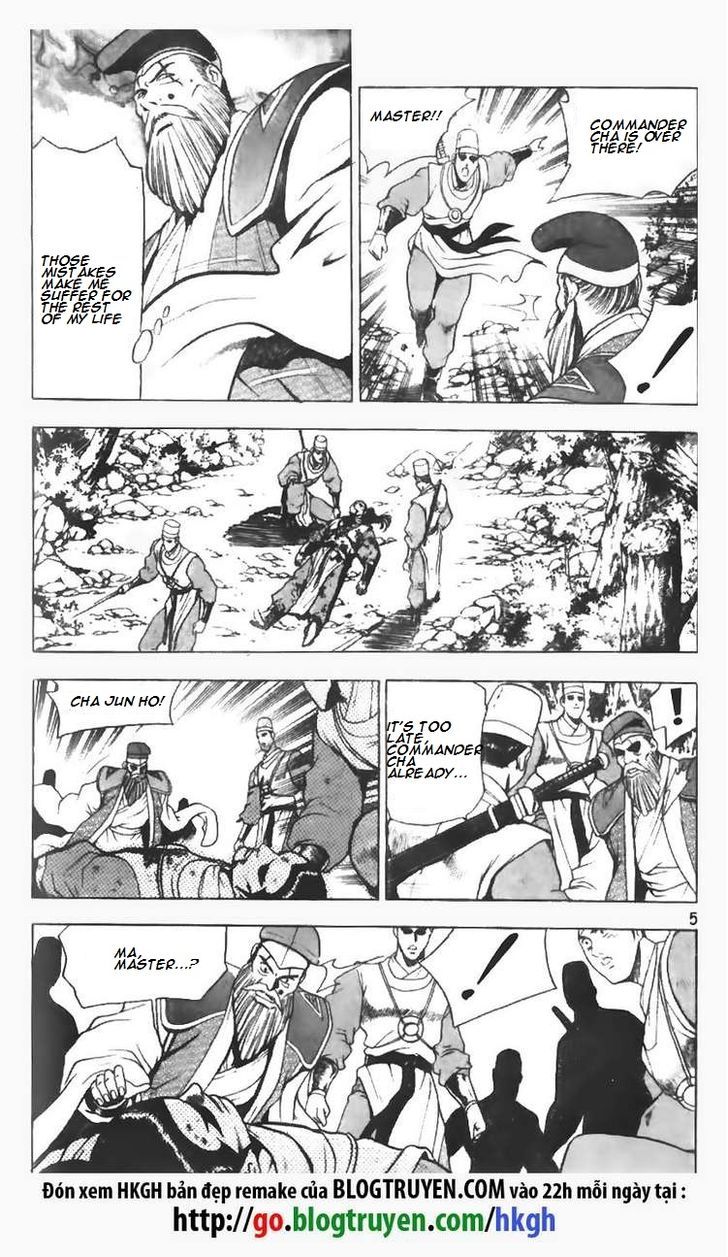 THOSE
MISTAKES
MAKE ME
SUFFER FOR
THE REST
OF MY LIFE
MASTER!!
COMMANDER
CHA IS OVER
THERE!
!
CHA JUN HO!
IT'S TOO
LATE,
COMMANDER
CHA
ALREADY...
!
5
MA,
MASTER...?
!
Đón xem HKGH bản đẹp remake của BLOGTRUYEN.COM vào 22h mỗi ngày tại :
http://go.blogtruyen.com/hkgh